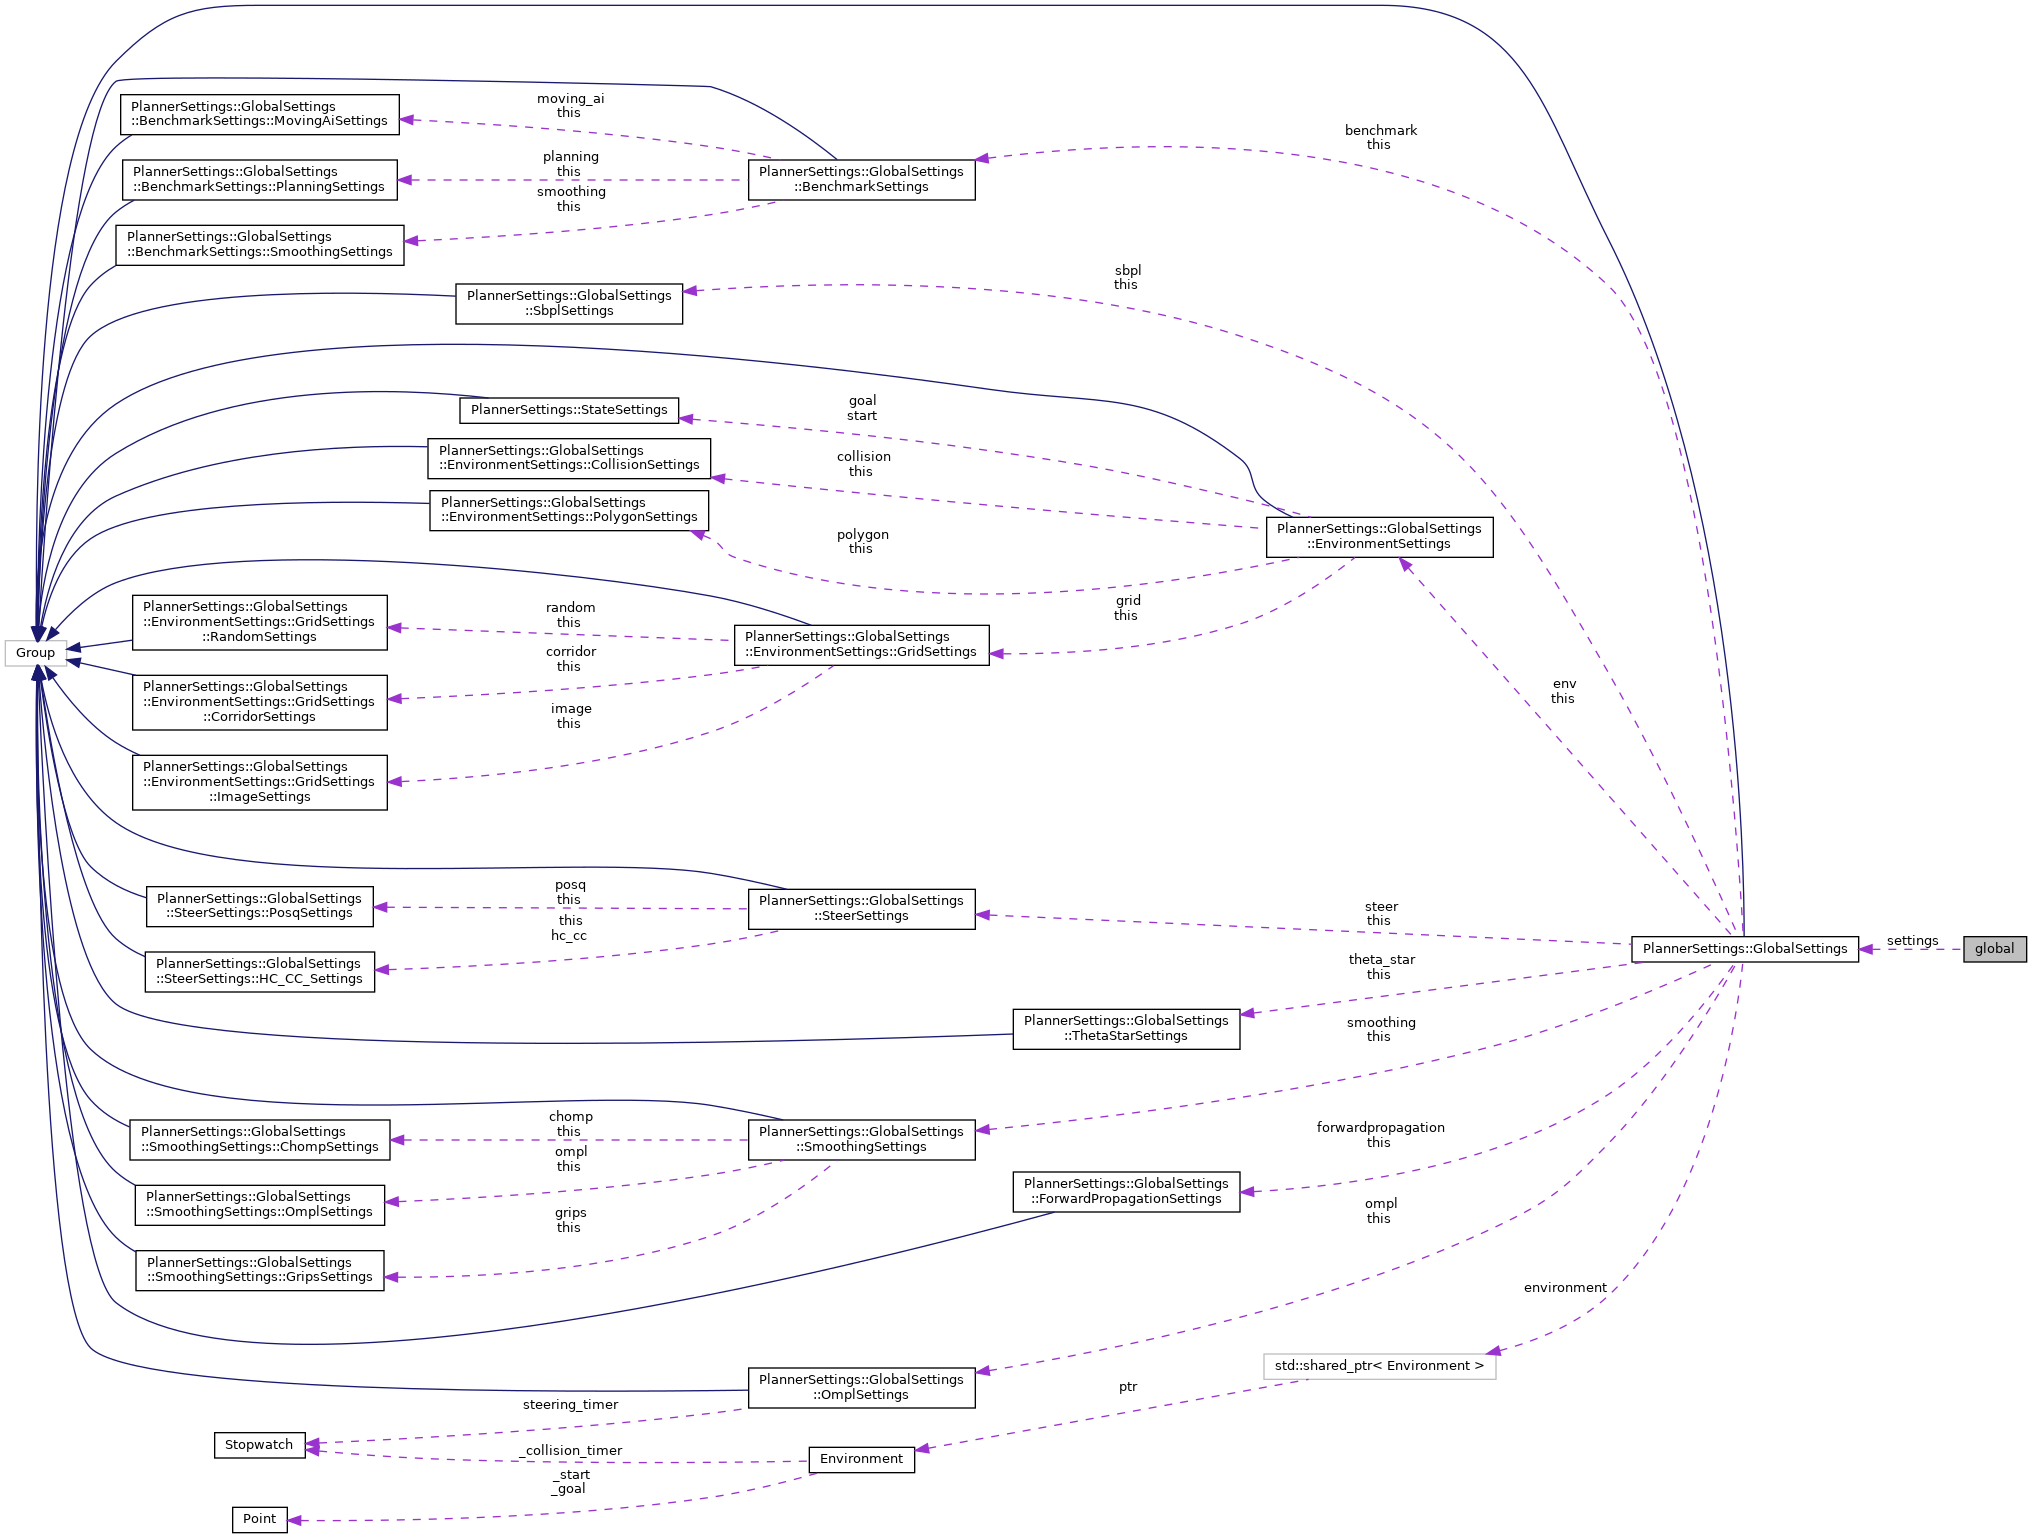 moving_ai
this
PlannerSettings::GlobalSettings
::BenchmarkSettings::MovingAiSettings
benchmark
this
planning
this
PlannerSettings::GlobalSettings
::BenchmarkSettings::PlanningSettings
PlannerSettings::GlobalSettings
::BenchmarkSettings
smoothing
this
PlannerSettings::GlobalSettings
::BenchmarkSettings::SmoothingSettings
sbpl
this
PlannerSettings::GlobalSettings
::SbplSettings
goal
start
PlannerSettings::StateSettings
collision
this
PlannerSettings::GlobalSettings
::EnvironmentSettings::CollisionSettings
PlannerSettings::GlobalSettings
::EnvironmentSettings::PolygonSettings
polygon
this
PlannerSettings::GlobalSettings
::EnvironmentSettings
grid
this
random
this
PlannerSettings::GlobalSettings
::EnvironmentSettings::GridSettings
::RandomSettings
PlannerSettings::GlobalSettings
::EnvironmentSettings::GridSettings
Group
corridor
this
PlannerSettings::GlobalSettings
::EnvironmentSettings::GridSettings
::CorridorSettings
env
this
image
this
PlannerSettings::GlobalSettings
::EnvironmentSettings::GridSettings
::ImageSettings
posq
this
PlannerSettings::GlobalSettings
::SteerSettings::PosqSettings
PlannerSettings::GlobalSettings
::SteerSettings
steer
this
this
hc_cc
PlannerSettings::GlobalSettings
settings
global
PlannerSettings::GlobalSettings
::SteerSettings::HC_CC_Settings
theta_star
this
PlannerSettings::GlobalSettings
::ThetaStarSettings
smoothing
this
chomp
this
PlannerSettings::GlobalSettings
::SmoothingSettings::ChompSettings
PlannerSettings::GlobalSettings
::SmoothingSettings
forwardpropagation
this
ompl
this
PlannerSettings::GlobalSettings
::SmoothingSettings::OmplSettings
PlannerSettings::GlobalSettings
::ForwardPropagationSettings
ompl
this
grips
this
PlannerSettings::GlobalSettings
::SmoothingSettings::GripsSettings
environment
std::shared_ptr< Environment >
PlannerSettings::GlobalSettings
::OmplSettings
ptr
steering_timer
Stopwatch
_collision_timer
Environment
_start
_goal
Point